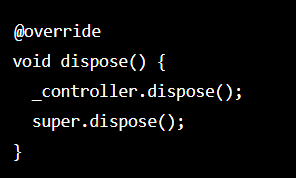 @override
void dispose() {
  _controller.dispose();
  super.dispose();
}